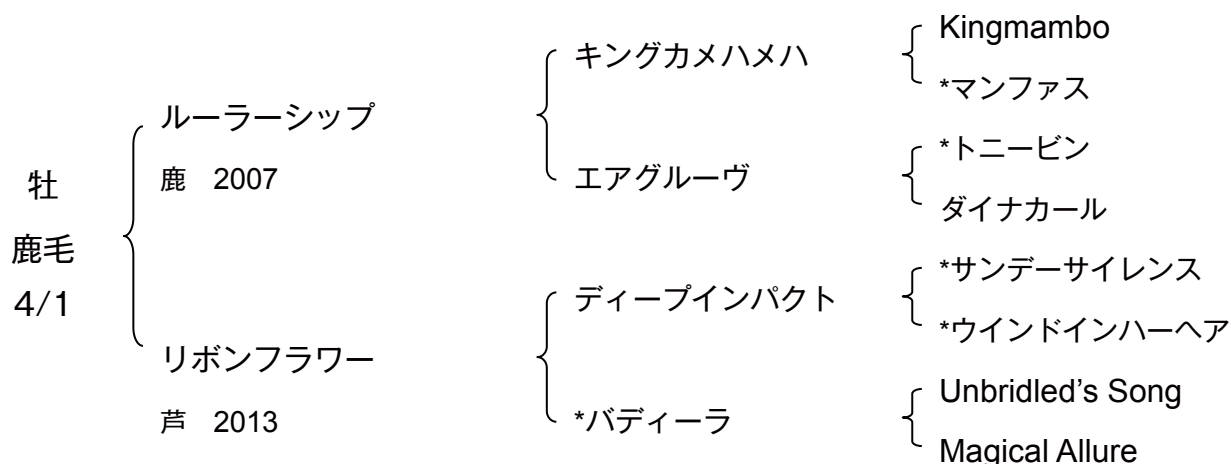 牡
鹿毛
4/1
ルーラーシップ
鹿 2007
リボンフラワー
芦 2013
キングカメハメハ
エアグルーヴ
ディープインパクト
*バディーラ
Kingmambo
*マンファス
*トニービン
ダイナカール
*サンデーサイレンス
*ウインドインハーヘア
Unbridled’s Song
Magical Allure